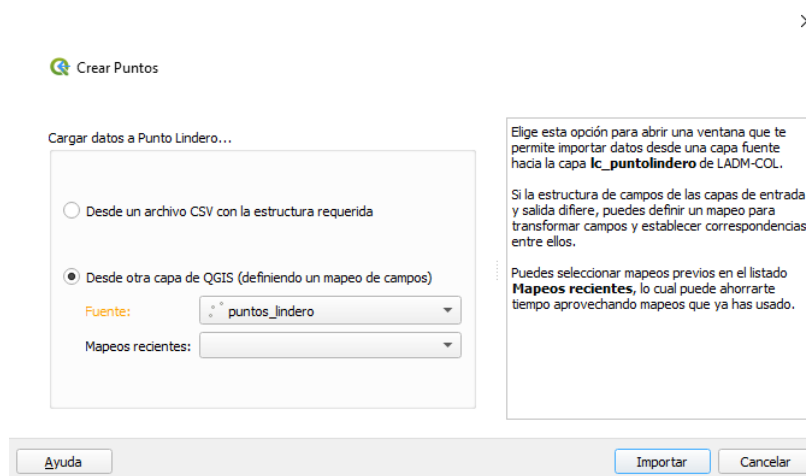 Crear Puntos
Cargar datos a Punto Lindero...
Desde un archivo CSV con la estructura requerida
Desde otra capa de QGIS (definiendo un mapeo de campos)
Fuente:
puntos_lindero
Mapeos recientes:
Elige esta opción para abrir una ventana que te
permite importar datos desde una capa fuente
hacia la capa lc_puntolindero de LADM-COL.
Si la estructura de campos de las capas de entrada
y salida difiere, puedes definir un mapeo para
transformar campos y establecer correspondencias
entre ellos.
Puedes seleccionar mapeos previos en el listado
Mapeos recientes, lo cual puede ahorrarte
tiempo aprovechando mapeos que ya has usado.
Ayuda
Importar
Cancelar